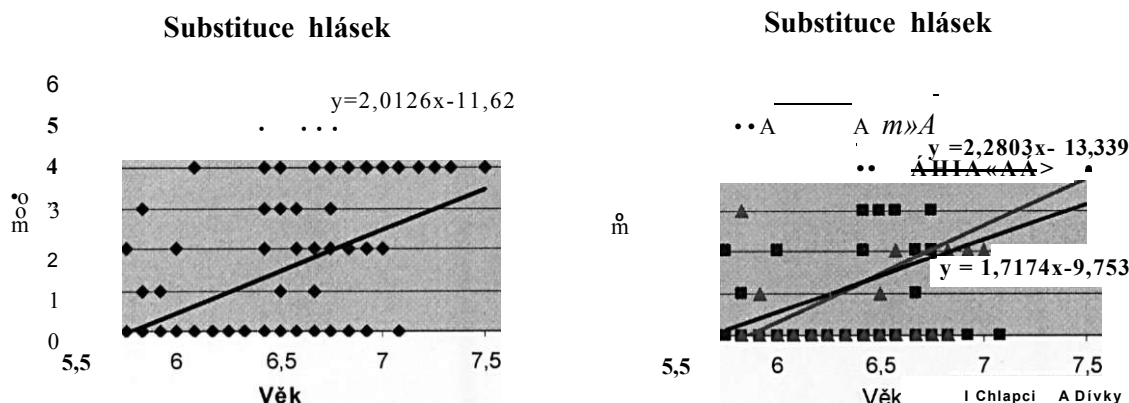 Substituce hlásek
6
y=2,0126x-11,62
5
4
3
2
1
0
5,5
6
6,5
7
7,5
Věk
Substituce hlásek
A
A m»A
y =2,2803x- 13,339
y = 1,7174x-9,753
5,5
6
6,5
7
7,5
Věk
I Chlapci A Dívky